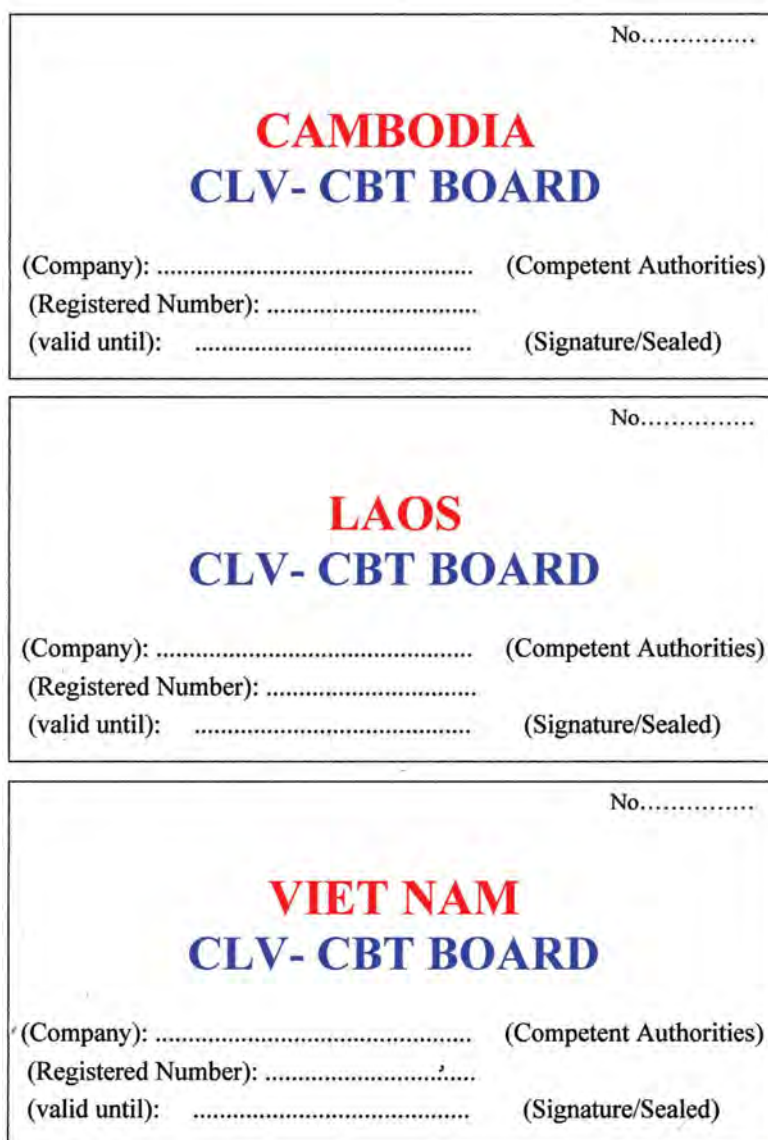 No...............
CAMBODIA
CLV- CBT BOARD
(Company): ................................................ (Competent Authorities)
(Registered Number): ................................
(valid until): .......................................... (Signature/Sealed)
No...............
LAOS
CLV- CBT BOARD
(Company): ................................................ (Competent Authorities)
(Registered Number): ................................
(valid until): .......................................... (Signature/Sealed)
No...............
VIET NAM
CLV- CBT BOARD
(Company): ................................................ (Competent Authorities)
(Registered Number): ................................
(valid until): .......................................... (Signature/Sealed)